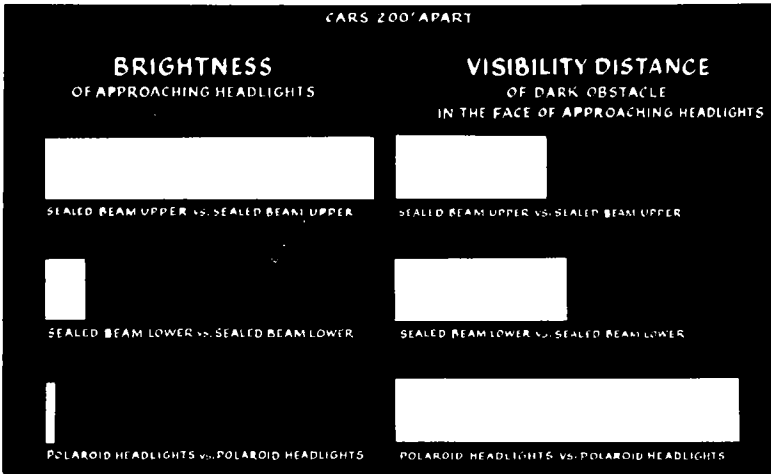 CARS 200' APART
BRIGHTNESS
OF APPROACHING HEADLIGHTS
SEALED BEAM UPPER vs. SEALED BEAM UPPER
SEALED BEAM LOWER vs. SEALED BEAM LOWER
POLAROID HEADLIGHTS vs. POLAROID HEADLIGHTS
VISIBILITY DISTANCE
OF DARK OBSTACLE
IN THE FACE OF APPROACHING HEADLIGHTS
SEALED BEAM UPPER vs. SEALED BEAM UPPER
SEALED BEAM LOWER vs. SEALED BEAM LOWER
POLAROID HEADLIGHTS vs. POLAROID HEADLIGHTS